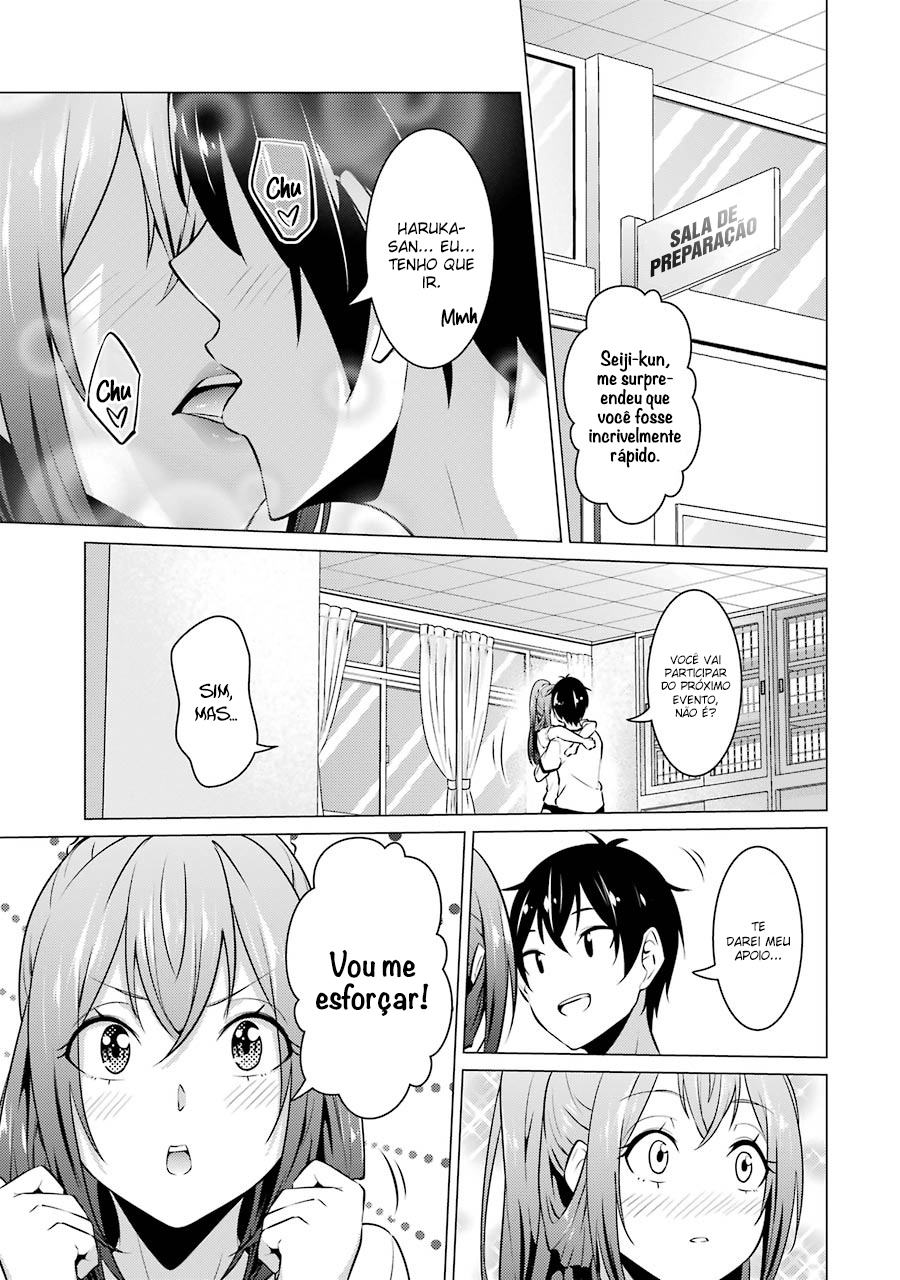 SALA DE
PREPARAÇÃO
Seiji-kun,
me surpre-
endeu que
você fosse
incrivelmente
rápido.
Chu
HARUKA-
SAN... EU...
TENHO QUE
IR.
Mmh
Chu
VOCÊ VAI
PARTICIPAR
DO PRÓXIMO
EVENTO,
NÃO É?
SIM,
MAS...
TE
DAREI MEU
APOIO...
Vou me
esforçar!